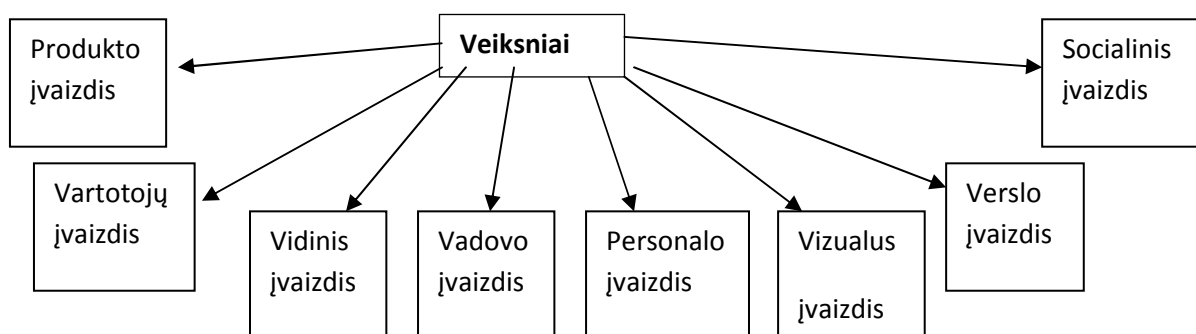 Veiksniai
Produkto
įvaizdis
Socialinis
įvaizdis
Vartotojų
įvaizdis
Verslo
įvaizdis
Vidinis
įvaizdis
Vadovo
įvaizdis
Personalo
įvaizdis
Vizualus
įvaizdis